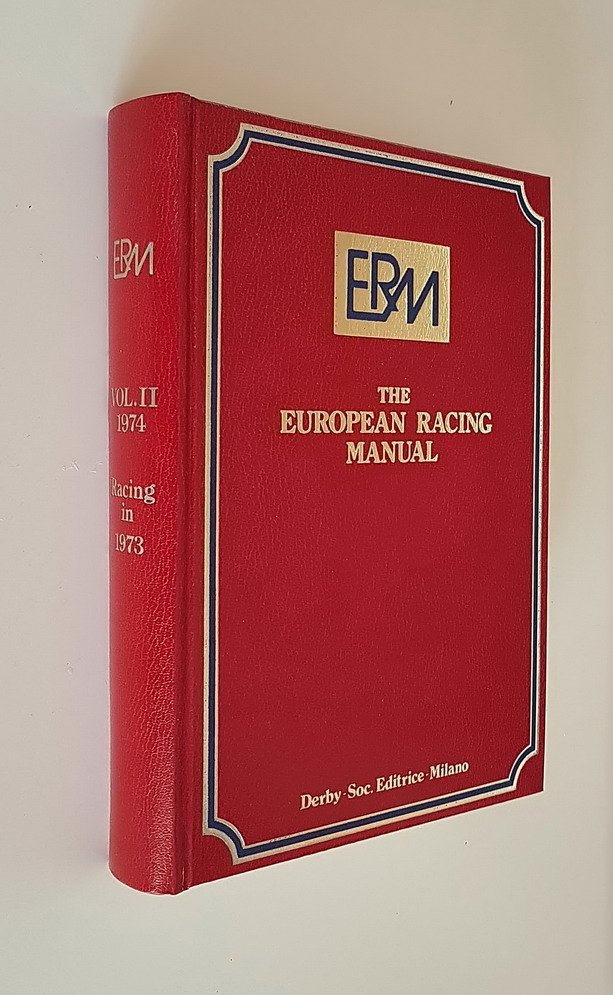 ERM
VOL. II
1974
Racing
in
1973
ERM
THE
EUROPEAN RACING
MANUAL
Derby - Soc. Editrice - Milano